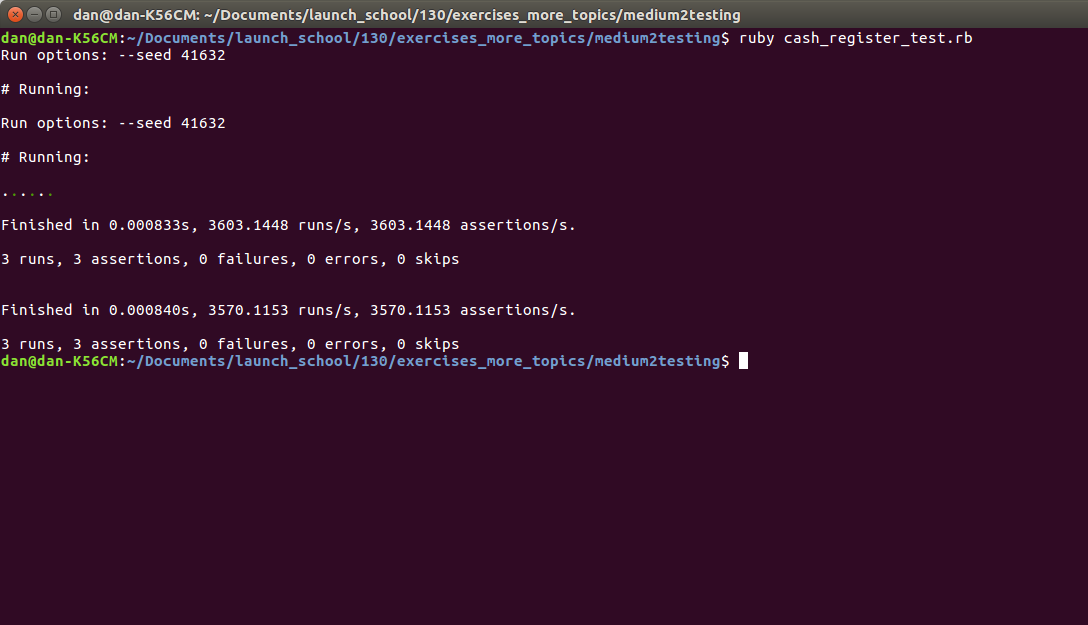 dan@dan-K56CM: ~/Documents/launch_school/130/exercises_more_topics/medium2testing
dan@dan-K56CM:~/Documents/launch_school/130/exercises_more_topics/medium2testing$ ruby cash_register_test.rb
Run options: --seed 41632
# Running:
Run options: --seed 41632
# Running:
......
Finished in 0.000833s, 3603.1448 runs/s, 3603.1448 assertions/s.
3 runs, 3 assertions, 0 failures, 0 errors, 0 skips
Finished in 0.000840s, 3570.1153 runs/s, 3570.1153 assertions/s.
3 runs, 3 assertions, 0 failures, 0 errors, 0 skips
dan@dan-K56CM:~/Documents/launch_school/130/exercises_more_topics/medium2testing$